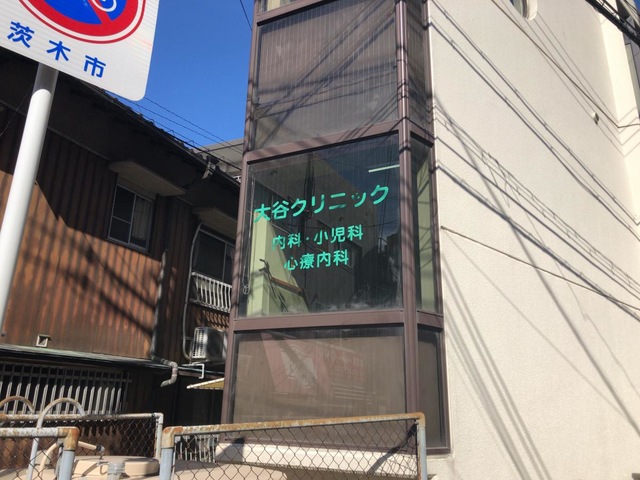 茨木市
大谷クリニック
内科・小児科
心療内科